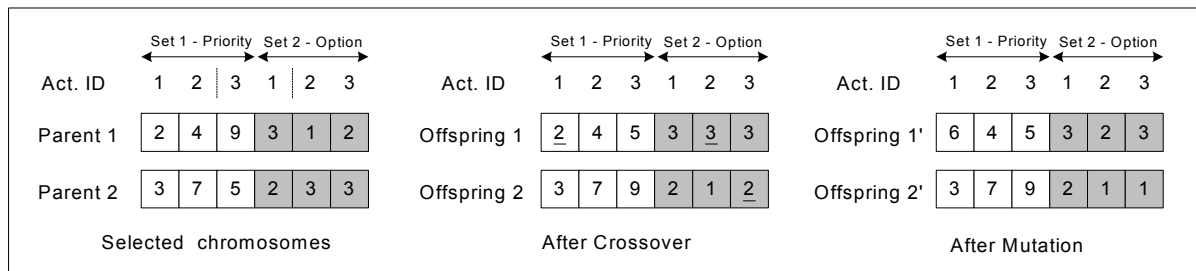 Set 1 - Priority Set 2 - Option Set 1 - Priority Set 2 - Option Set 1 - Priority Set 2 - Option
Act. ID 1 2 3 1 2 3 Act. ID 1 2 3 1 2 3 Act. ID 1 2 3 1 2 3
Parent 1 2 4 9 3 1 2 Offspring 1 2 4 5 3 3 3 Offspring 1' 6 4 5 3 2 3
Parent 2 3 7 5 2 3 3 Offspring 2 3 7 9 2 1 2 Offspring 2' 3 7 9 2 1 1
Selected chromosomes After Crossover After Mutation